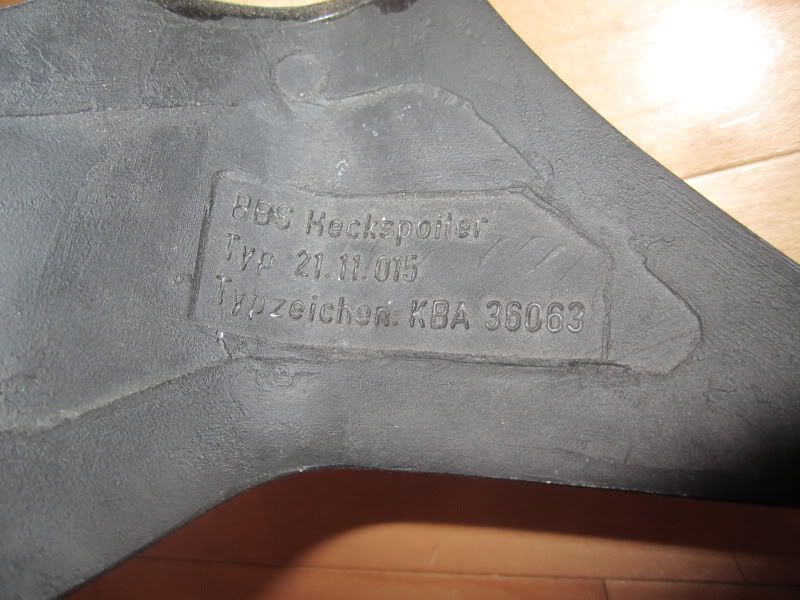 BBS Heckspoiler
Typ 21.11.015
Typzeichen: KBA 36063